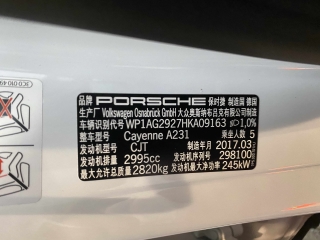 品牌 PORSCHE 保时捷 制造国 德国
生产厂 Volkswagen Osnabrück GmbH 大众奥斯纳布吕克有限公司制造
车辆识别代号 WP1AG2927HKA09163 1,0%
整车型号 Cayenne A231 乘坐人数 5
发动机型号 CJT 制造年月 2017.03
发动机排量 2995cc 发动机序列号 298100
最大允许总质量 2820kg 发动机最大净功率 245kW